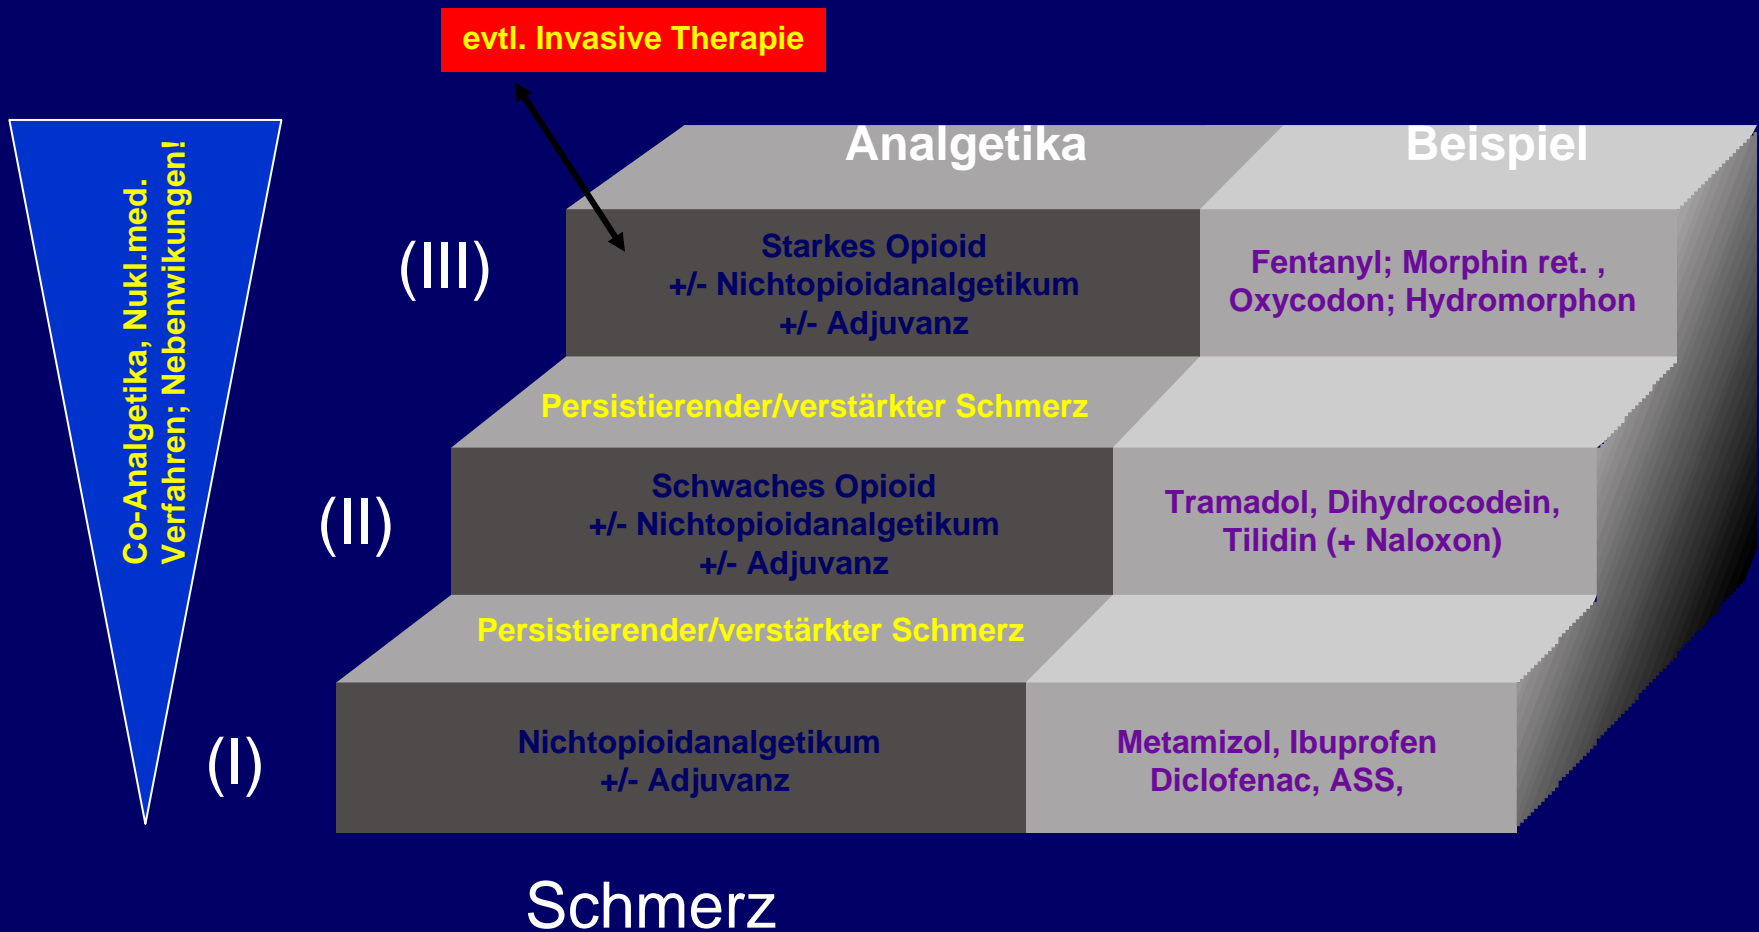 evtl. Invasive Therapie
Analgetika
Beispiel
Co-Analgetika, Nukl.med.
Verfahren; Nebenwikungen!
(III)
Starkes Opioid
+/- Nichtopioidanalgetikum
+/- Adjuvanz
Fentanyl; Morphin ret. ,
Oxycodon; Hydromorphon
Persistierender/verstärkter Schmerz
(II)
Schwaches Opioid
+/- Nichtopioidanalgetikum
+/- Adjuvanz
Tramadol, Dihydrocodein,
Tilidin (+ Naloxon)
Persistierender/verstärkter Schmerz
(I)
Nichtopioidanalgetikum
+/- Adjuvanz
Metamizol, Ibuprofen
Diclofenac, ASS,
Schmerz